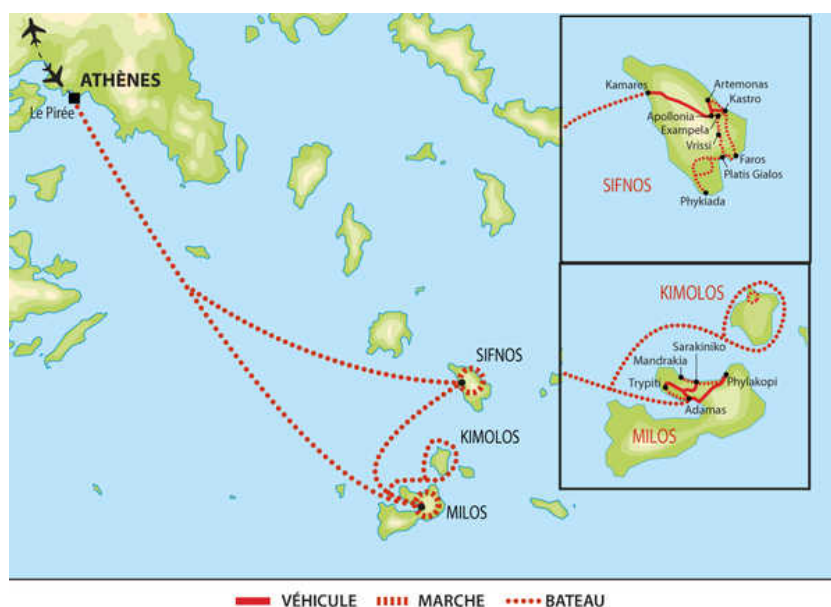 ATHÈNES
Le Pirée
SIFNOS
KIMOLOS
MILOS
Kamares
Artemonas
Kastro
Apollonia
Exampela
Vrissi
Faros
Platis Gialos
SIFNOS
Phykiada
KIMOLOS
Sarakiniko
Mandrakia
Trypiti
Phylakopi
Adamas
MILOS
VÉHICULE MARCHE BATEAU